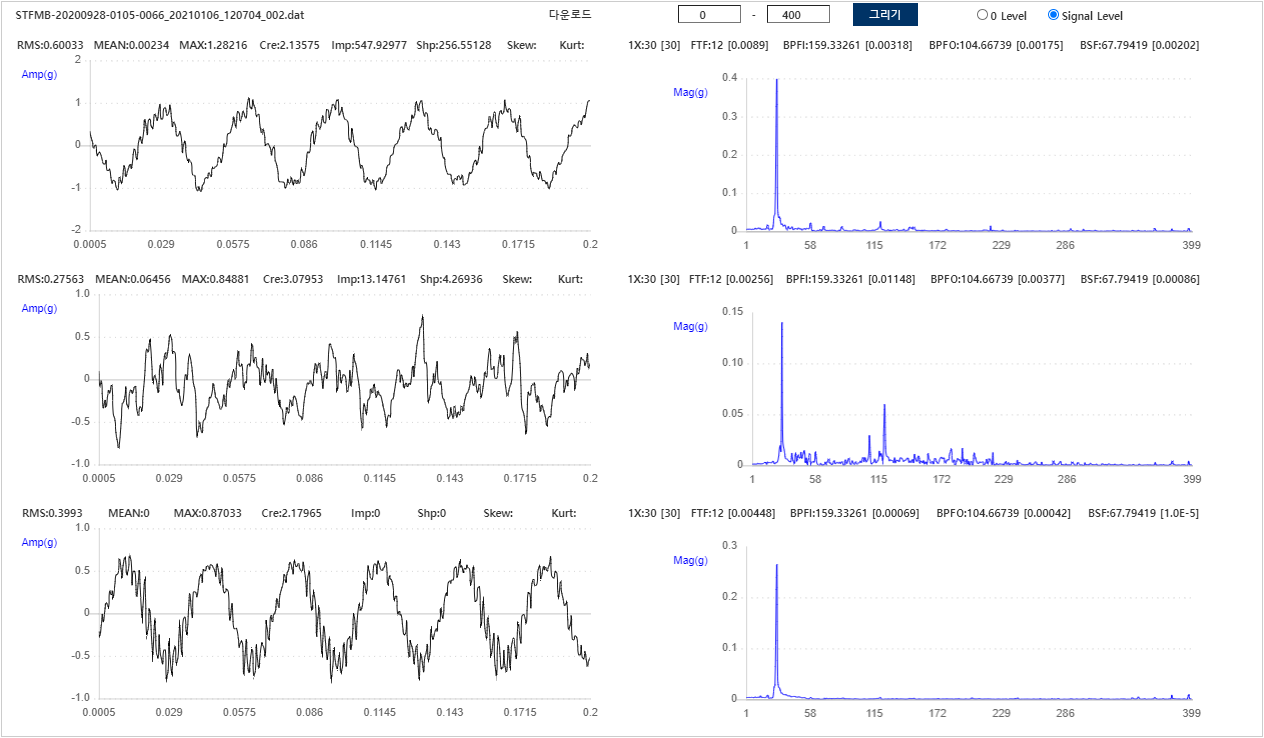 STFMB-20200928-0105-0066_20210106_120704_002.dat 다운로드 0 - 400 그리기 0 Level Signal Level
RMS:0.60033 MEAN:0.00234 MAX:1.28216 Cre:2.13575 Imp:547.92977 Shp:256.55128 Skew: Kurt: 1X:30 [30] FTF:12 [0.0089] BPFI:159.33261 [0.00318] BPFO:104.66739 [0.00175] BSF:67.79419 [0.00202]
Amp(g)
2
1
0
-1
-2
0.0005 0.029 0.0575 0.086 0.1145 0.143 0.1715 0.2
Mag(g)
0.4
0.3
0.2
0.1
0
1 58 115 172 229 286 399
RMS:0.27563 MEAN:0.06456 MAX:0.84881 Cre:3.07953 Imp:13.14761 Shp:4.26936 Skew: Kurt: 1X:30 [30] FTF:12 [0.00256] BPFI:159.33261 [0.01148] BPFO:104.66739 [0.00377] BSF:67.79419 [0.00086]
Amp(g)
1.0
0.5
0
-0.5
-1.0
0.0005 0.029 0.0575 0.086 0.1145 0.143 0.1715 0.2
Mag(g)
0.15
0.10
0.05
0
1 58 115 172 229 286 399
RMS:0.3993 MEAN:0 MAX:0.87033 Cre:2.17965 Imp:0 Shp:0 Skew: Kurt: 1X:30 [30] FTF:12 [0.00448] BPFI:159.33261 [0.00069] BPFO:104.66739 [0.00042] BSF:67.79419 [1.0E-5]
Amp(g)
1.0
0.5
0
-0.5
-1.0
0.0005 0.029 0.0575 0.086 0.1145 0.143 0.1715 0.2
Mag(g)
0.3
0.2
0.1
0
1 58 115 172 229 286 399